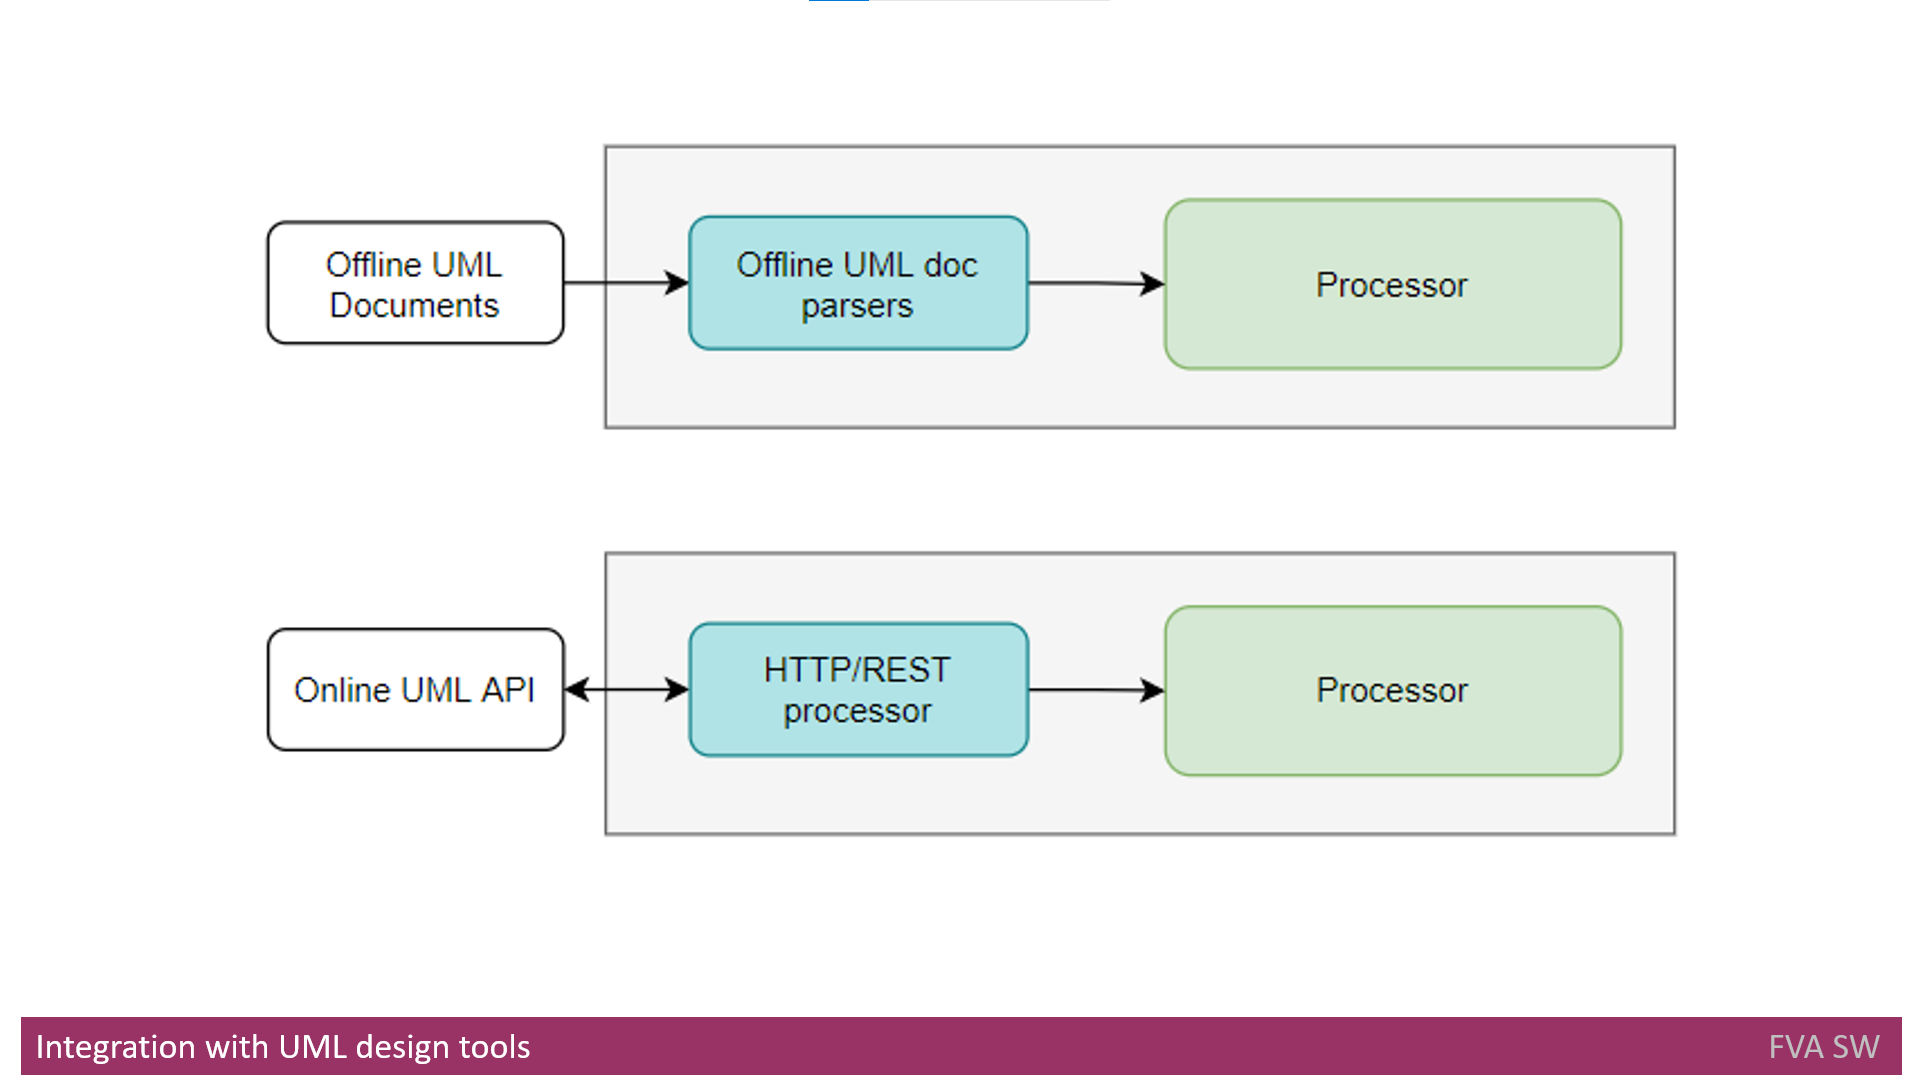 Offline UML
Documents
Offline UML doc
parsers
Processor
Online UML API
HTTP/REST
processor
Processor
Integration with UML design tools
FVA SW